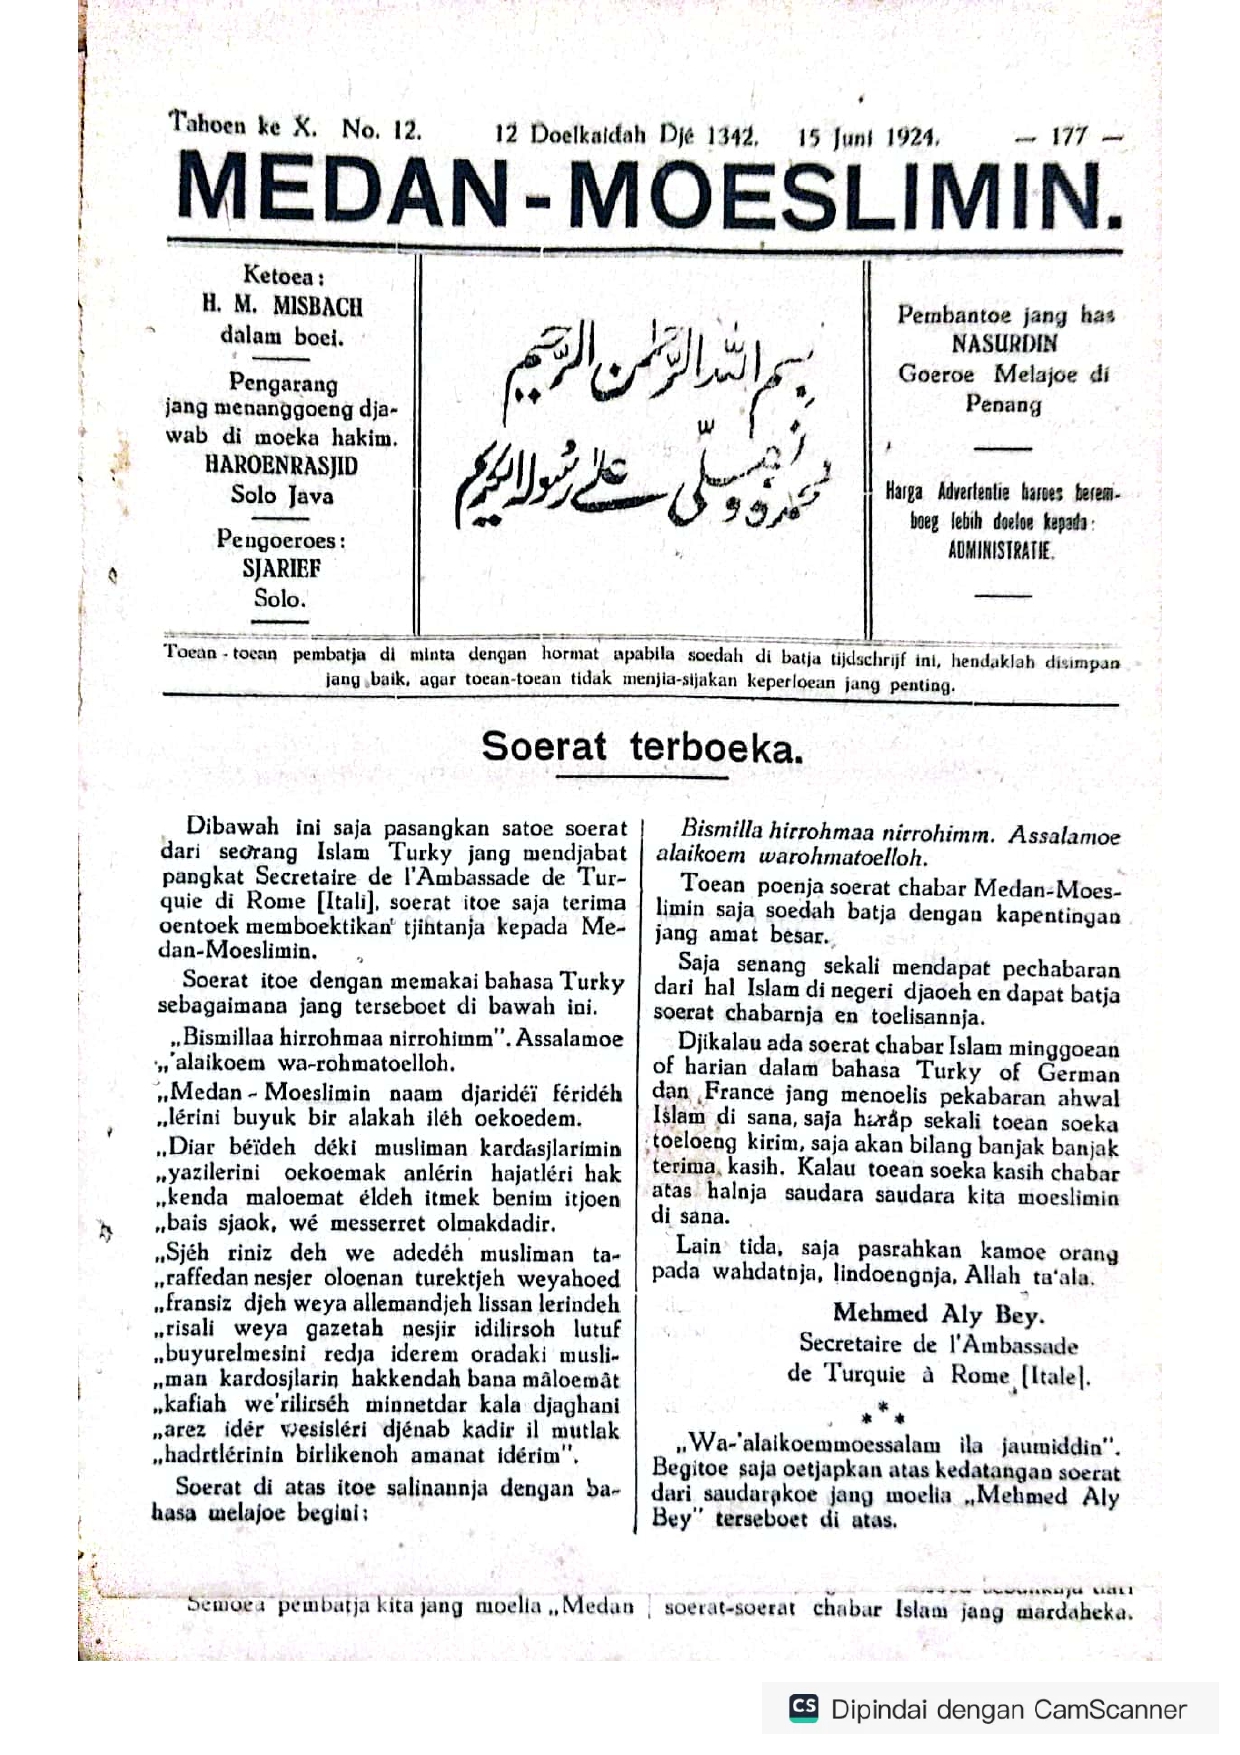 Tahoen ke X. No. 12. 12 Doelkaidah Djé 1342. 15 Juni 1924. — 177 —
MEDAN-MOESLIMIN.
Ketoea:
H. M. MISBACH
dalam boei.
Pengarang
jang menanggoeng dja-
wab di moeka hakim.
HAROENRASJID
Solo Java
Pengoeroes:
SJARIEF
Solo.
بسم الله الرحمن الرحيم
نحمده ونصلى على رسوله الكريم
Pembantoe jang has
NASURDIN
Goeroe Melajoe di
Penang
Harga Advertentie haroes berem-
boeg lebih doeloe kepada:
ADMINISTRATIE.
Toean-toean pembatja di minta dengan hormat apabila soedah di batja tijdschrijf ini, hendaklah disimpan
jang baik, agar toean-toean tidak menjia-sijakan keperloean jang penting.
Soerat terboeka.
Dibawah ini saja pasangkan satoe soerat
dari seorang Islam Turky jang mendjabat
pangkat Secretaire de l'Ambassade de Tur-
quie di Rome [Itali], soerat itoe saja terima
oentoek memboektikan tjintanja kepada Me-
dan-Moeslimin.
Soerat itoe dengan memakai bahasa Turky
sebagaimana jang terseboet di bawah ini.
„Bismillaa hirrohmaa nirrohimm". Assalamoe
„'alaikoem wa-rohmatoelloh.
„Medan-Moeslimin naam djaridéï féridéh
„lérini buyuk bir alakah iléh oekoedem.
„Diar béïdeh déki musliman kardasjlarimin
„yazilerini oekoemak anlérin hajatléri hak
„kenda maloemat éldeh itmek benim itjoen
„bais sjaok, wé messerret olmakdadir.
„Sjéh riniz deh we adedéh musliman ta-
„raffedan nesjer oloenan turektjeh weyahoed
„fransiz djeh weya allemandjeh lissan lerindeh
„risali weya gazetah nesjir idilirsoh lutuf
„buyurelmesini redja iderem oradaki musli-
„man kardosjlarin hakkendah bana mâloemât
„kafiah we'rilirséh minnetdar kala djaghani
„arez idér wesisléri djénab kadir il mutlak
„hadrtlérinin birlikenoh amanat idérim".
Soerat di atas itoe salinannja dengan ba-
hasa melajoe begini:
Bismilla hirrohmaa nirrohimm. Assalamoe
alaikoem warohmatoelloh.
Toean poenja soerat chabar Medan-Moes-
limin saja soedah batja dengan kapentingan
jang amat besar.
Saja senang sekali mendapat pechabaran
dari hal Islam di negeri djaoeh en dapat batja
soerat chabarnja en toelisannja.
Djikalau ada soerat chabar Islam minggoean
of harian dalam bahasa Turky of German
dan France jang menoelis pekabaran ahwal
Islam di sana, saja harap sekali toean soeka
toeloeng kirim, saja akan bilang banjak banjak
terima kasih. Kalau toean soeka kasih chabar
atas halnja saudara saudara kita moeslimin
di sana.
Lain tida, saja pasrahkan kamoe orang
pada wahdatnja, lindoengnja, Allah ta'ala.
Mehmed Aly Bey.
Secretaire de l'Ambassade
de Turquie à Rome [Itale].
* * *
„Wa-'alaikoemmoessalam ila jaumiddin".
Begitoe saja oetjapkan atas kedatangan soerat
dari saudarakoe jang moelia „Mehmed Aly
Bey" terseboet di atas.
Semoea pembatja kita jang moelia „Medan
soerat-soerat chabar Islam jang mardaheka.
CS Dipindai dengan CamScanner